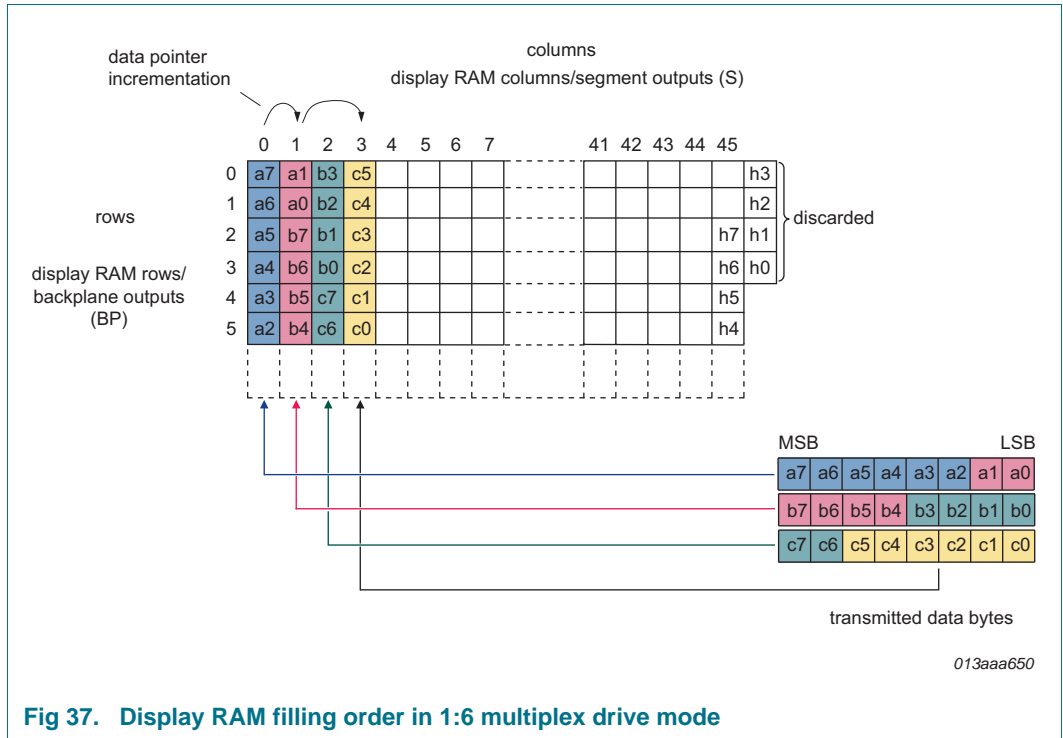 data pointer
incrementation
columns
display RAM columns/segment outputs (S)
0 1 2 3 4 5 6 7 41 42 43 44 45
0 a7 a1 b3 c5 h3
1 a6 a0 b2 c4 h2
rows
2 a5 b7 b1 c3 h7 h1
discarded
3 a4 b6 b0 c2 h6 h0
display RAM rows/
backplane outputs
(BP)
4 a3 b5 c7 c1 h5
5 a2 b4 c6 c0 h4
MSB LSB
a7 a6 a5 a4 a3 a2 a1 a0
b7 b6 b5 b4 b3 b2 b1 b0
c7 c6 c5 c4 c3 c2 c1 c0
transmitted data bytes
013aaa650
Fig 37. Display RAM filling order in 1:6 multiplex drive mode